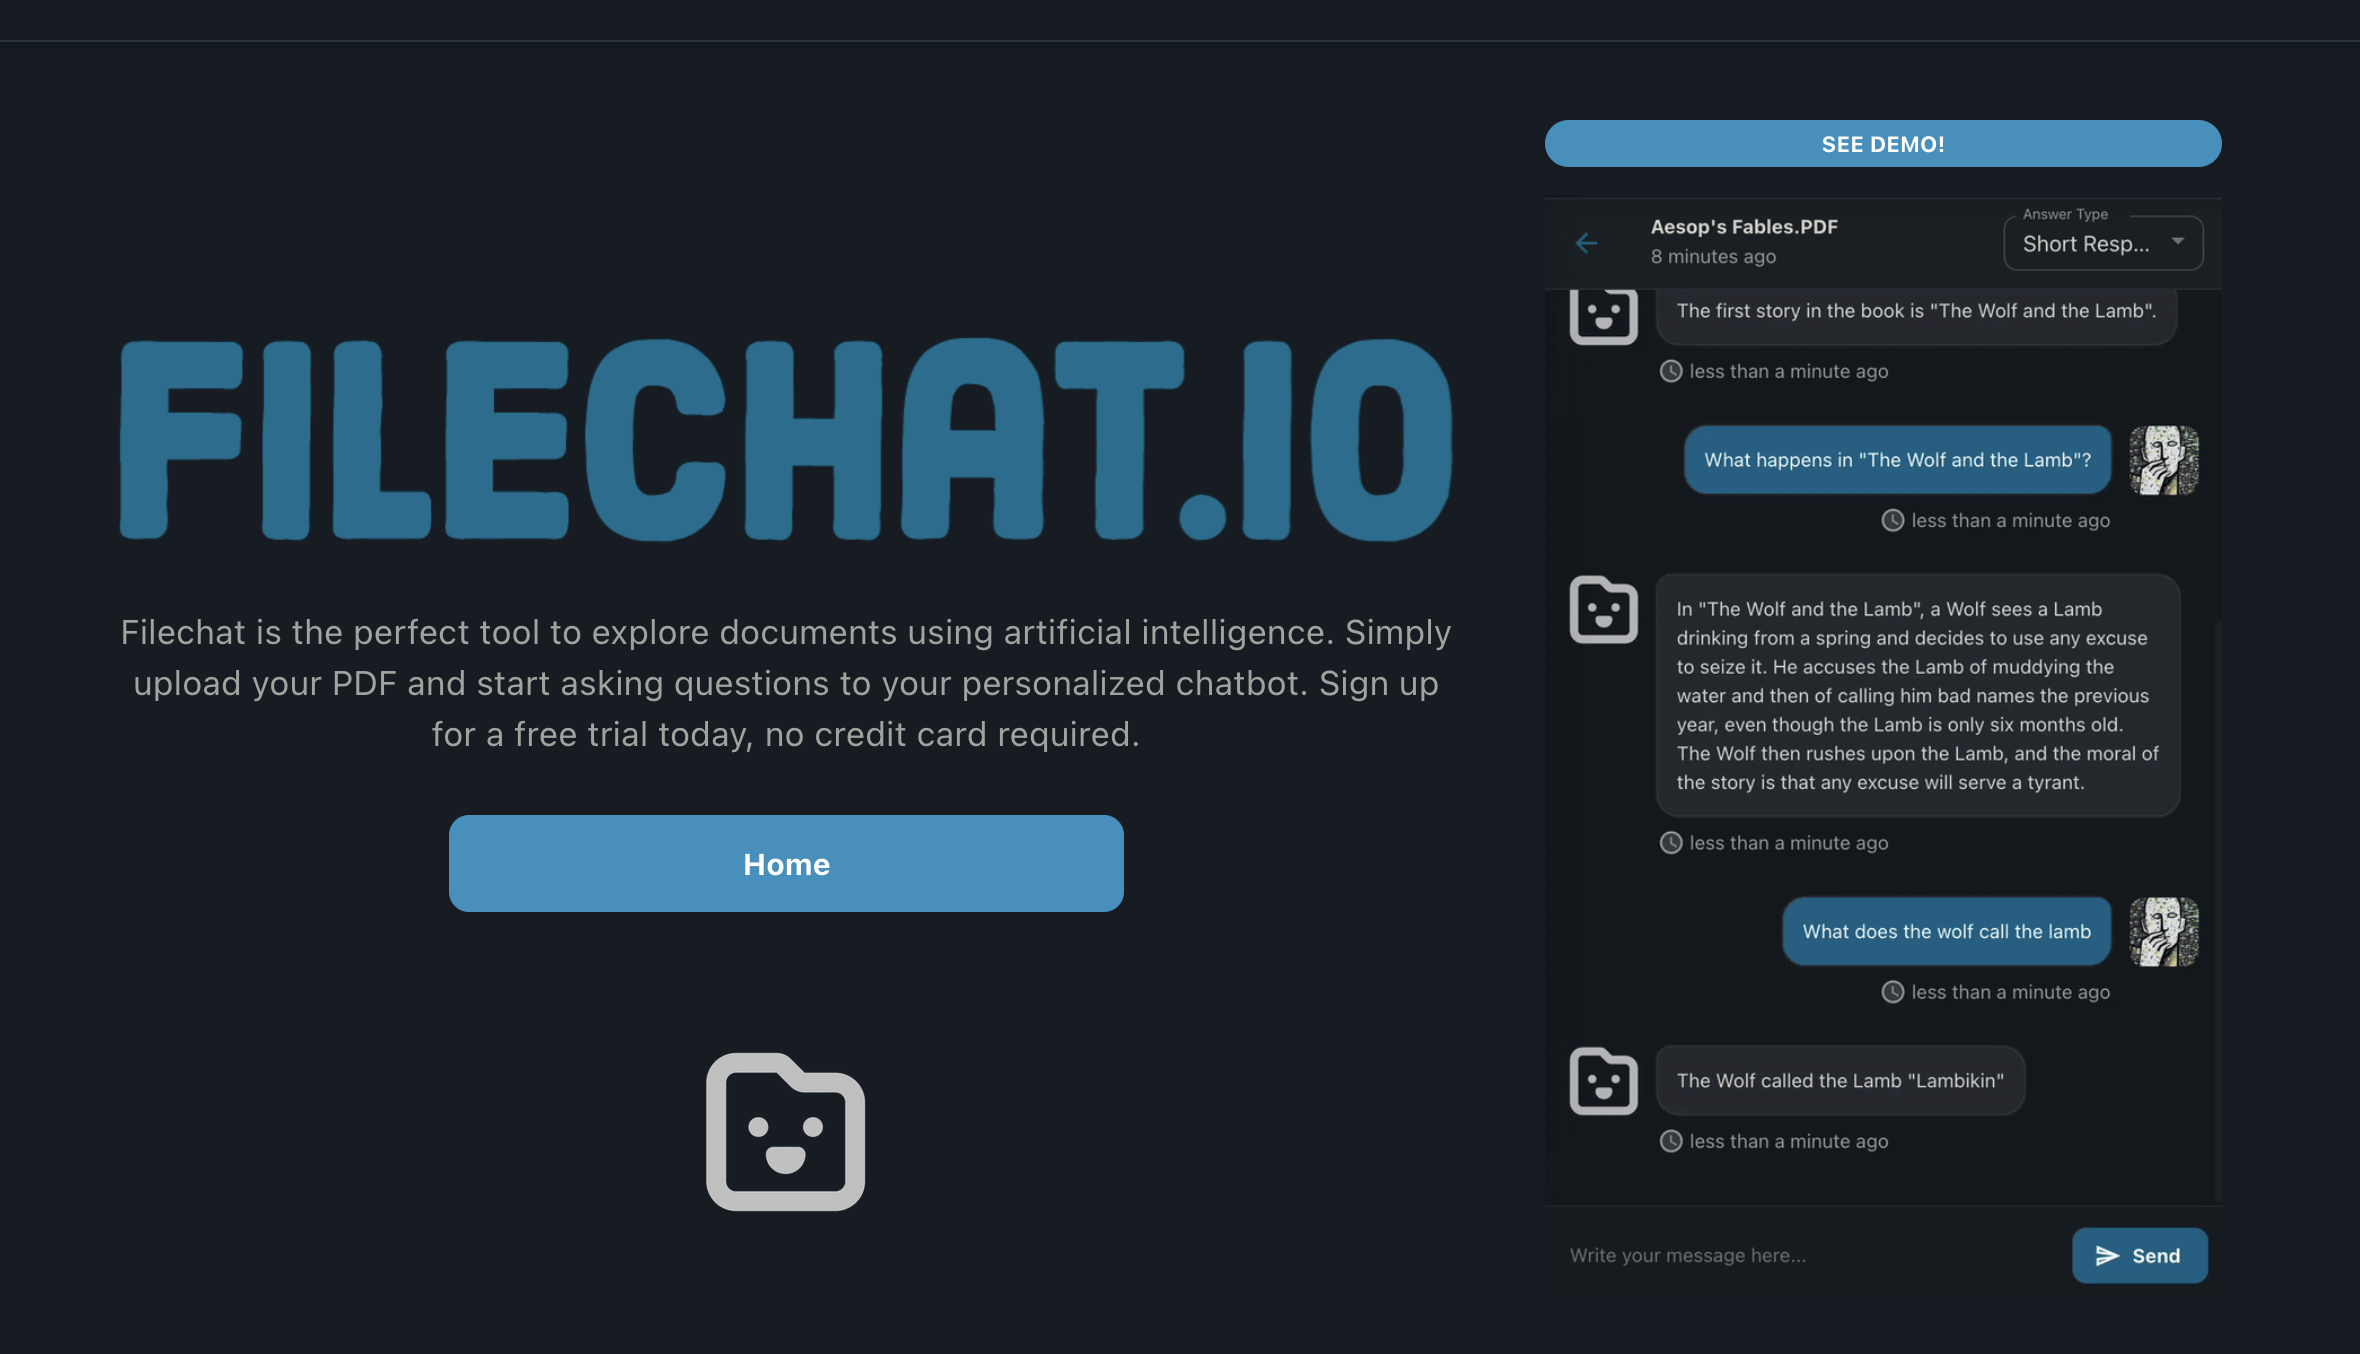 FILECHAT.IO
Filechat is the perfect tool to explore documents using artificial intelligence. Simply
upload your PDF and start asking questions to your personalized chatbot. Sign up
for a free trial today, no credit card required.
Home
SEE DEMO!
Aesop's Fables.PDF
8 minutes ago
Answer Type
Short Resp...
The first story in the book is "The Wolf and the Lamb".
less than a minute ago
What happens in "The Wolf and the Lamb"?
less than a minute ago
In "The Wolf and the Lamb", a Wolf sees a Lamb
drinking from a spring and decides to use any excuse
to seize it. He accuses the Lamb of muddying the
water and then of calling him bad names the previous
year, even though the Lamb is only six months old.
The Wolf then rushes upon the Lamb, and the moral of
the story is that any excuse will serve a tyrant.
less than a minute ago
What does the wolf call the lamb
less than a minute ago
The Wolf called the Lamb "Lambikin"
less than a minute ago
Write your message here...
Send